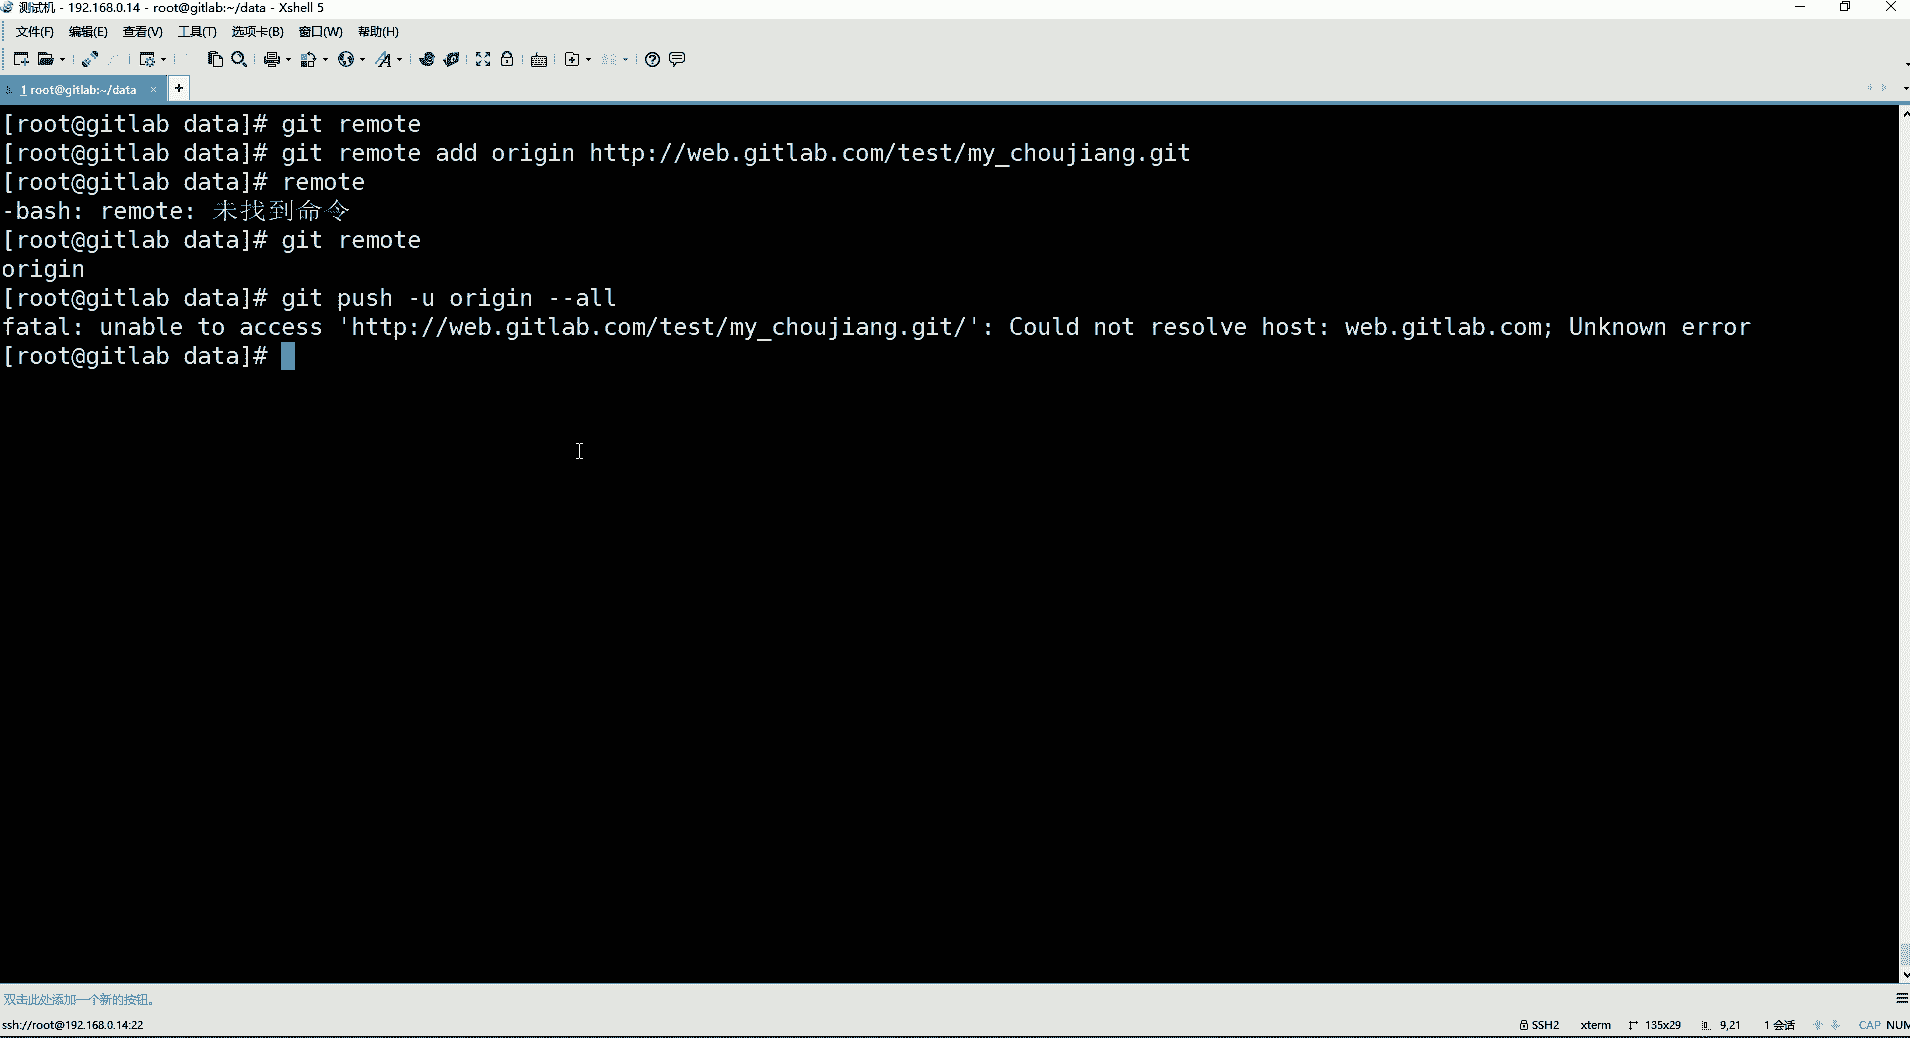 测试机 - 192.168.0.14 - root@gitlab:~/data - Xshell 5
文件(F) 编辑(E) 查看(V) 工具(T) 选项卡(B) 窗口(W) 帮助(H)
1 root@gitlab:~/data × +
[root@gitlab data]# git remote
[root@gitlab data]# git remote add origin http://web.gitlab.com/test/my_choujiang.git
[root@gitlab data]# remote
-bash: remote: 未找到命令
[root@gitlab data]# git remote
origin
[root@gitlab data]# git push -u origin --all
fatal: unable to access 'http://web.gitlab.com/test/my_choujiang.git/': Could not resolve host: web.gitlab.com; Unknown error
[root@gitlab data]#
双击此处添加一个新的按钮。
ssh://root@192.168.0.14:22 SSH2 xterm 135x29 9,21 1 会话 CAP NUM